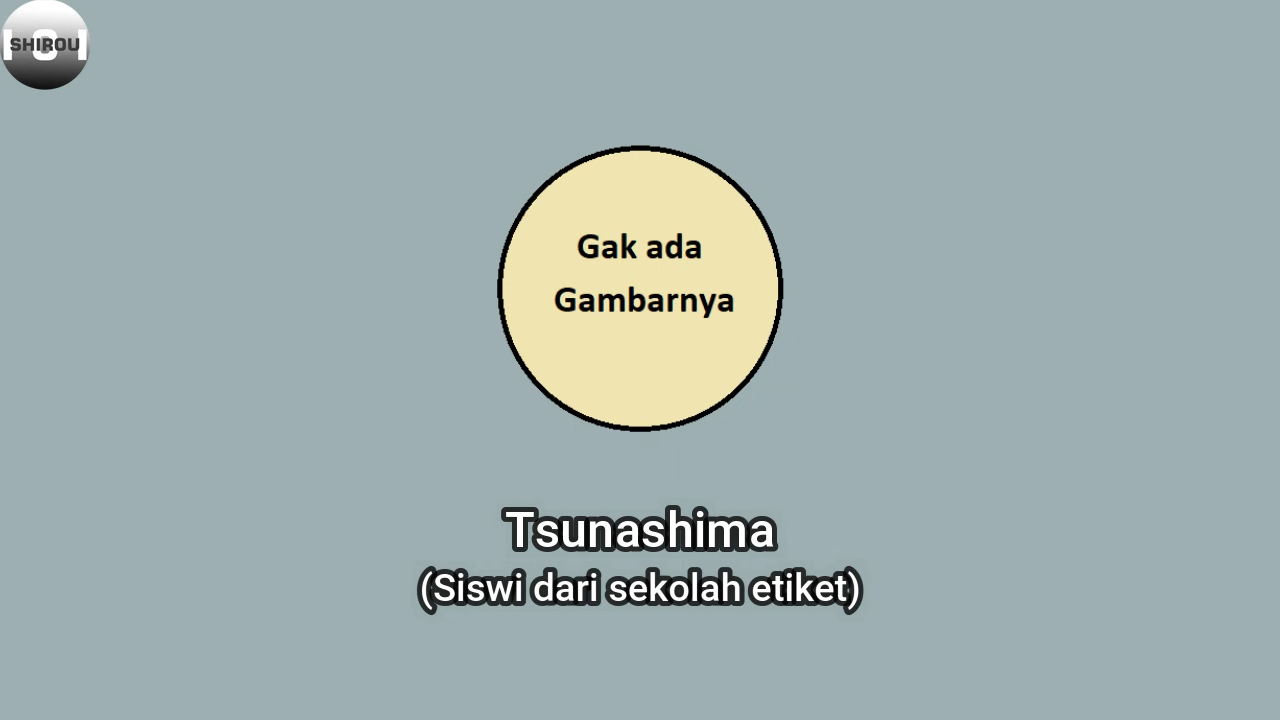 SHIROU
Gak ada
Gambarnya
Tsunashima
(Siswi dari sekolah etiket)